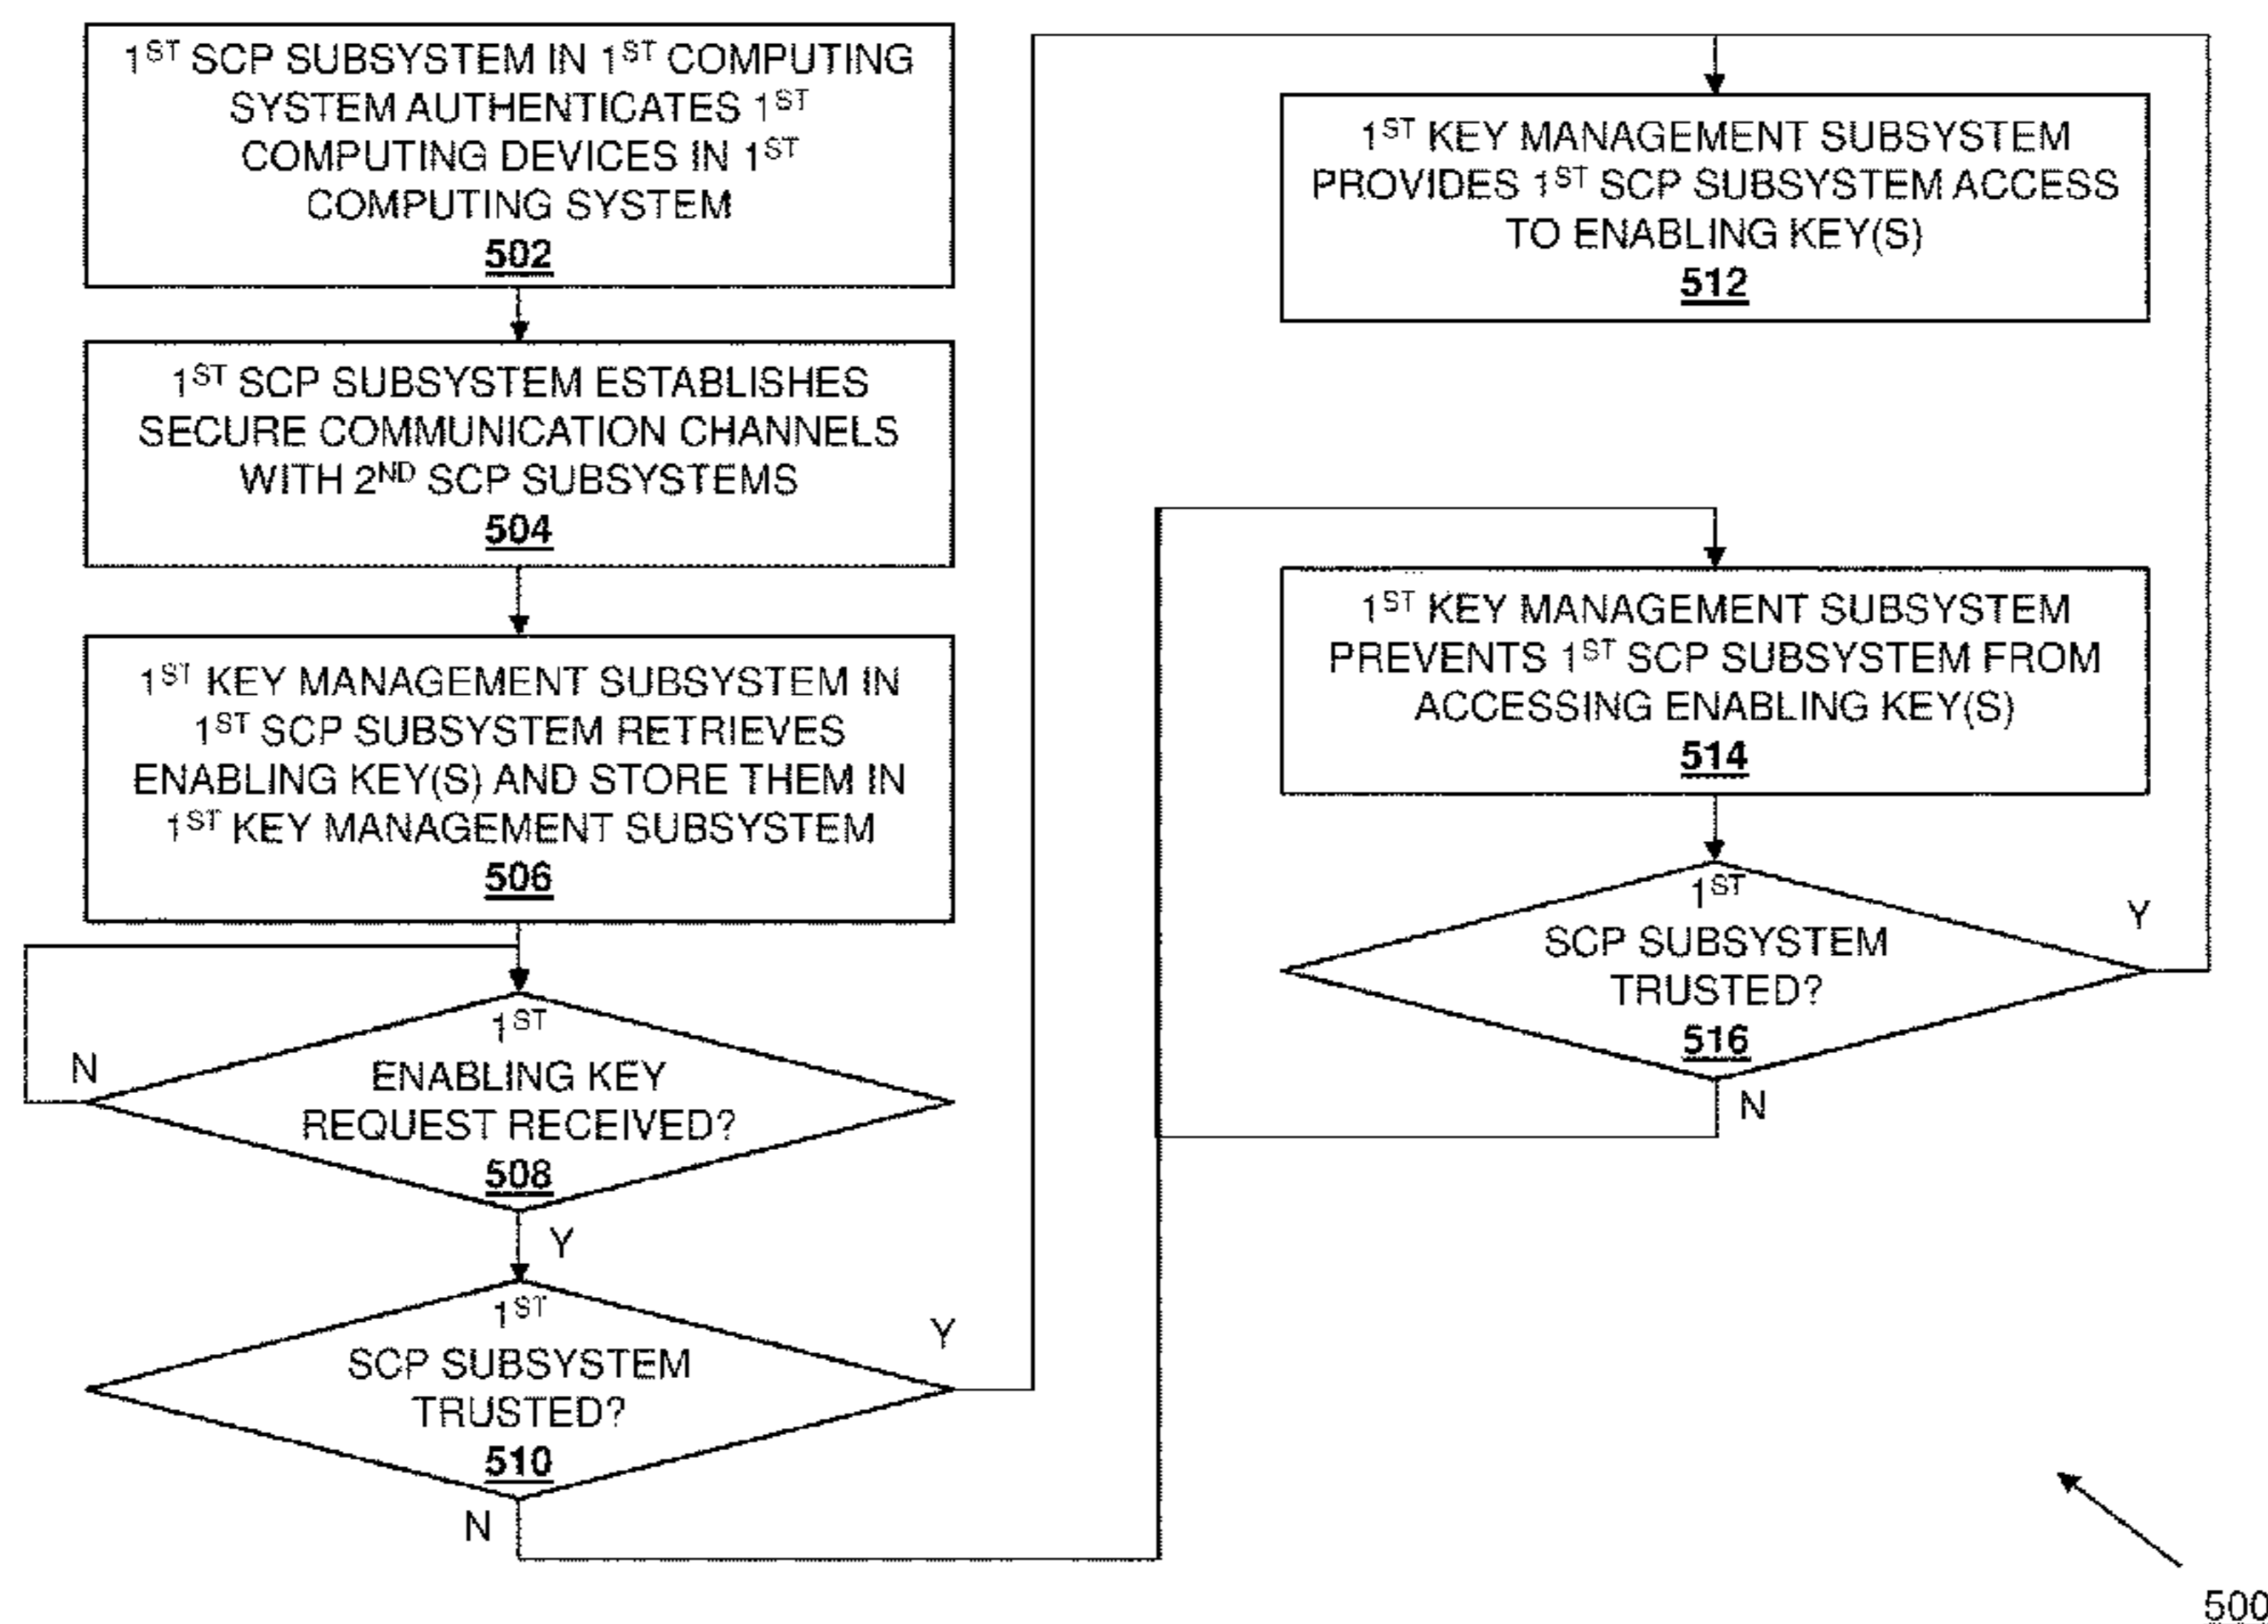 1ST SCP SUBSYSTEM IN 1ST COMPUTING
SYSTEM AUTHENTICATES 1ST
COMPUTING DEVICES IN 1ST
COMPUTING SYSTEM
502
1ST SCP SUBSYSTEM ESTABLISHES
SECURE COMMUNICATION CHANNELS
WITH 2ND SCP SUBSYSTEMS
504
1ST KEY MANAGEMENT SUBSYSTEM IN
1ST SCP SUBSYSTEM RETRIEVES
ENABLING KEY(S) AND STORE THEM IN
1ST KEY MANAGEMENT SUBSYSTEM
506
1ST
ENABLING KEY
REQUEST RECEIVED?
508
N
Y
1ST
SCP SUBSYSTEM
TRUSTED?
510
Y
N
1ST KEY MANAGEMENT SUBSYSTEM
PROVIDES 1ST SCP SUBSYSTEM ACCESS
TO ENABLING KEY(S)
512
1ST KEY MANAGEMENT SUBSYSTEM
PREVENTS 1ST SCP SUBSYSTEM FROM
ACCESSING ENABLING KEY(S)
514
1ST
SCP SUBSYSTEM
TRUSTED?
516
Y
N
500